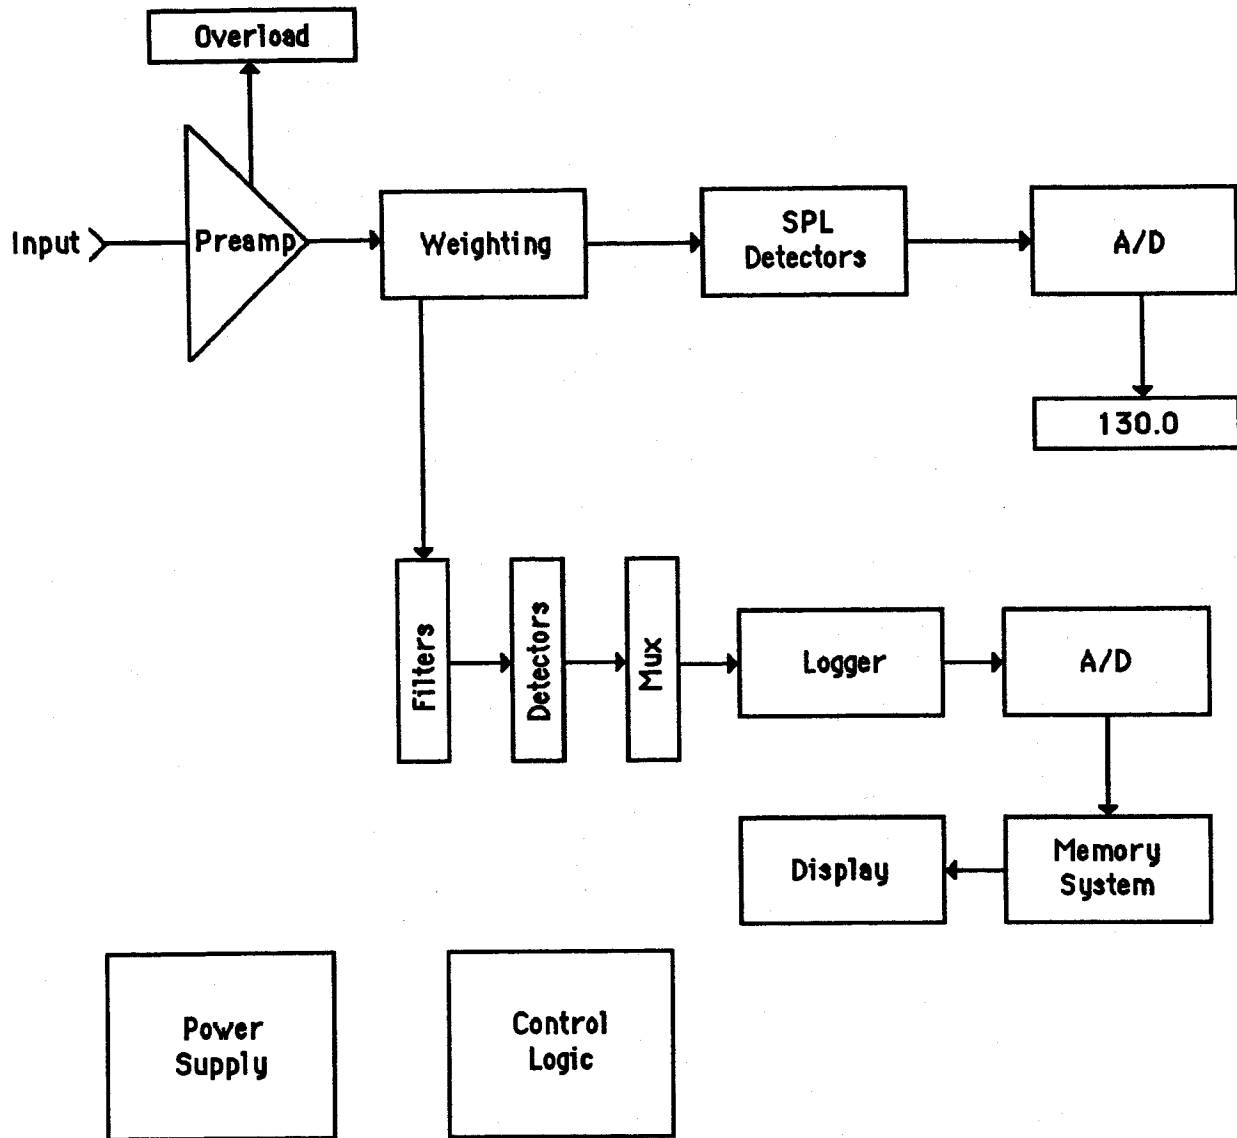 Overload
Input
Preamp
Weighting
SPL
Detectors
A/D
130.0
Filters
Detectors
Mux
Logger
A/D
Display
Memory
System
Power
Supply
Control
Logic